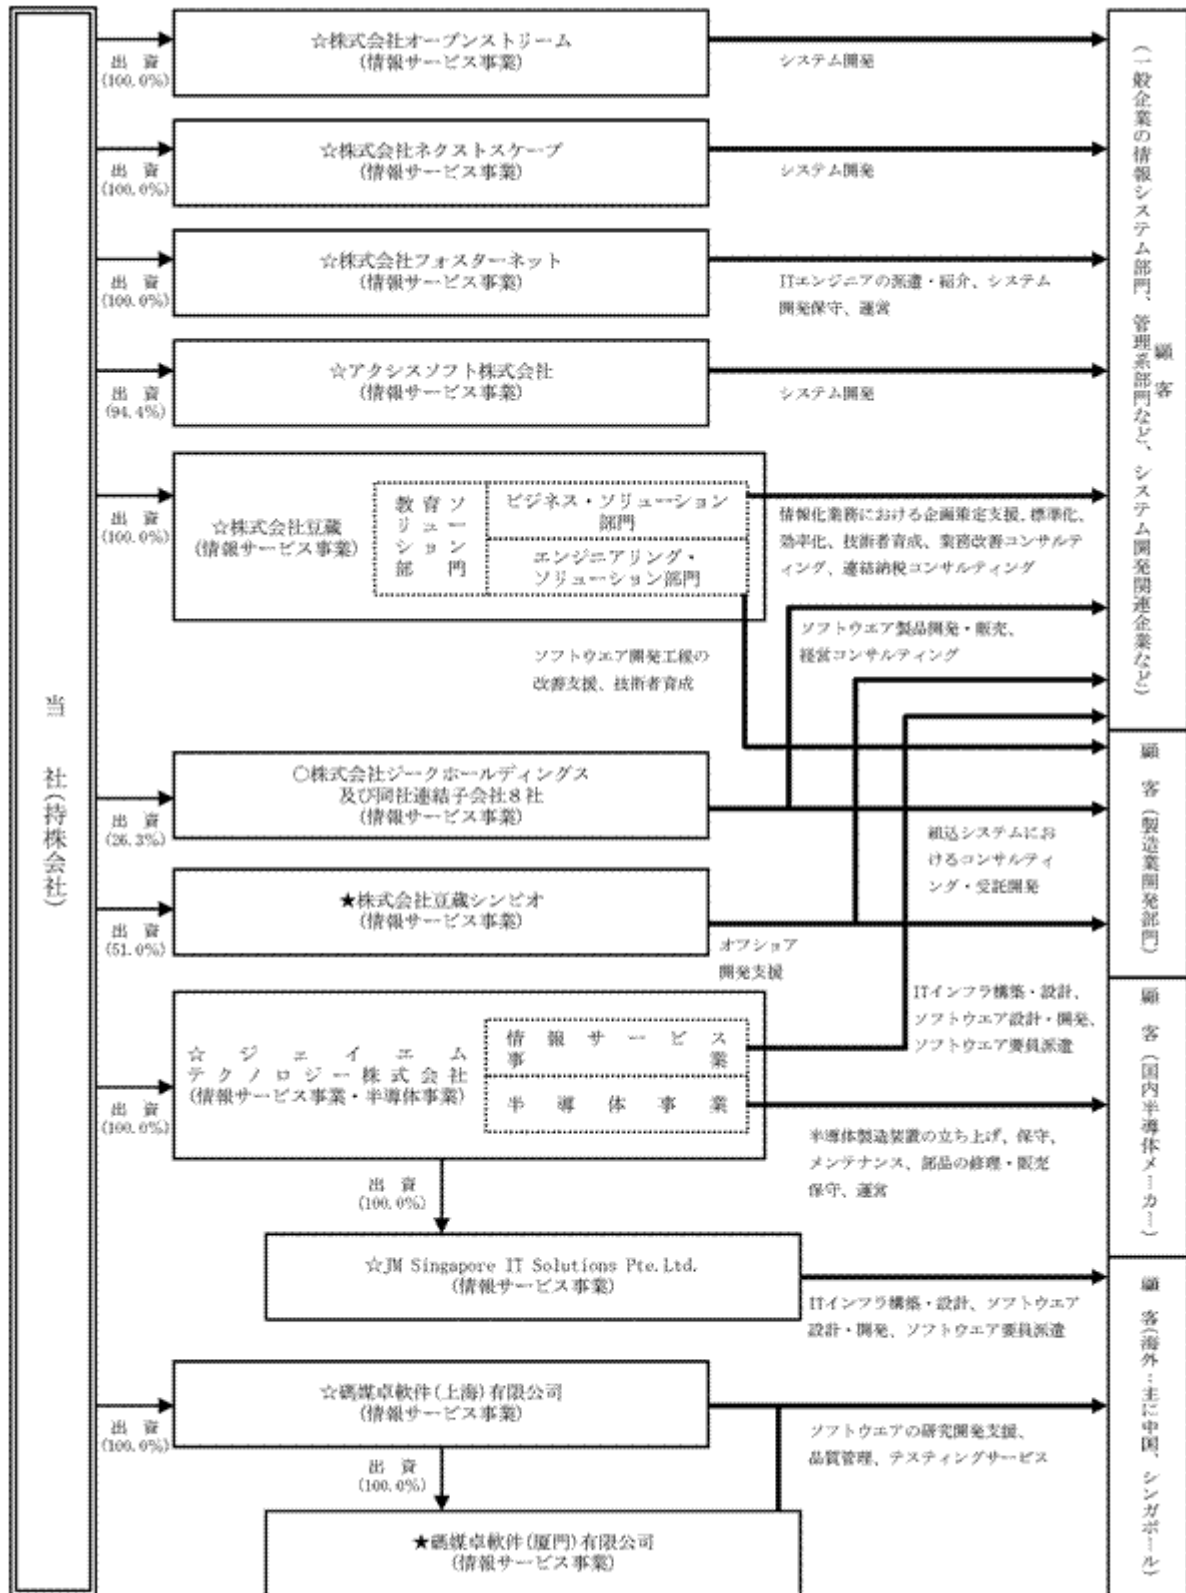 当　社(持株会社)
出　資
(100.0%)
☆株式会社オープンストリーム
(情報サービス事業)
システム開発
出　資
(100.0%)
☆株式会社ネクストスケープ
(情報サービス事業)
システム開発
出　資
(100.0%)
☆株式会社フォスターネット
(情報サービス事業)
ITエンジニアの派遣・紹介、システム
開発保守、運営
出　資
(94.4%)
☆アクシスソフト株式会社
(情報サービス事業)
システム開発
出　資
(100.0%)
☆株式会社豆蔵
(情報サービス事業)
教育ソ
リュー
ション
部門
ビジネス・ソリューション
部門
エンジニアリング・
ソリューション部門
情報化業務における企画策定支援、標準化、
効率化、技術者育成、業務改善コンサルテ
ィング、連結納税コンサルティング
ソフトウエア開発工程の
改善支援、技術者育成
ソフトウエア製品開発・販売、
経営コンサルティング
出　資
(26.3%)
○株式会社ジークホールディングス
及び同社連結子会社８社
(情報サービス事業)
組込システムにお
けるコンサルティ
ング・受託開発
出　資
(51.0%)
★株式会社豆蔵シンビオ
(情報サービス事業)
オフショア
開発支援
出　資
(100.0%)
☆ジェイエム
テクノロジー株式会社
(情報サービス事業・半導体事業)
情報サービス
事業
半導体事業
ITインフラ構築・設計、
ソフトウエア設計・開発、
ソフトウエア要員派遣
半導体製造装置の立ち上げ、保守、
メンテナンス、部品の修理・販売
保守、運営
出　資
(100.0%)
☆JM Singapore IT Solutions Pte.Ltd.
(情報サービス事業)
ITインフラ構築・設計、ソフトウエア
設計・開発、ソフトウエア要員派遣
出　資
(100.0%)
☆碼媒卓軟件(上海)有限公司
(情報サービス事業)
ソフトウエアの研究開発支援、
品質管理、テスティングサービス
出　資
(100.0%)
★碼媒卓軟件(厦門)有限公司
(情報サービス事業)
顧　客
(一般企業の情報システム部門、管理系部門など、システム開発関連企業など)
顧　客(製造業開発部門)
顧　客(国内半導体メーカー)
顧　客(海外…主に中国、シンガポール)